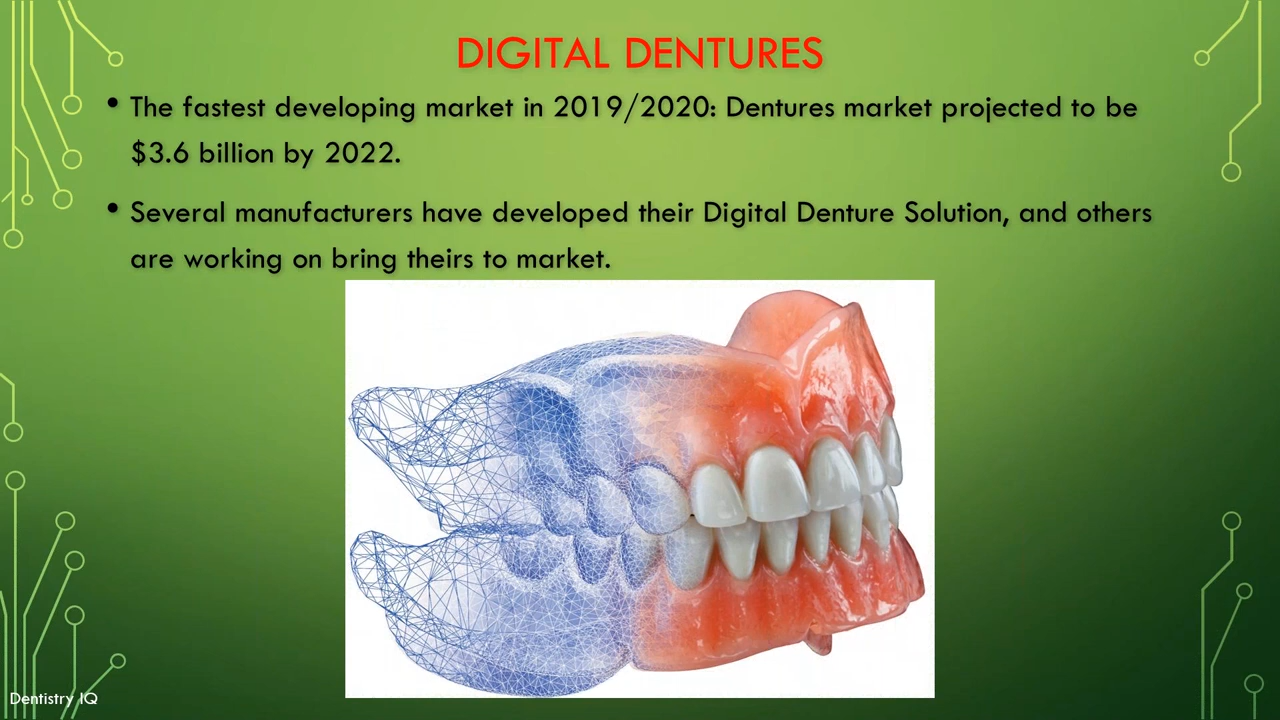 DIGITAL DENTURES
• The fastest developing market in 2019/2020: Dentures market projected to be
$3.6 billion by 2022.
• Several manufacturers have developed their Digital Denture Solution, and others
are working on bring theirs to market.
Dentistry IQ